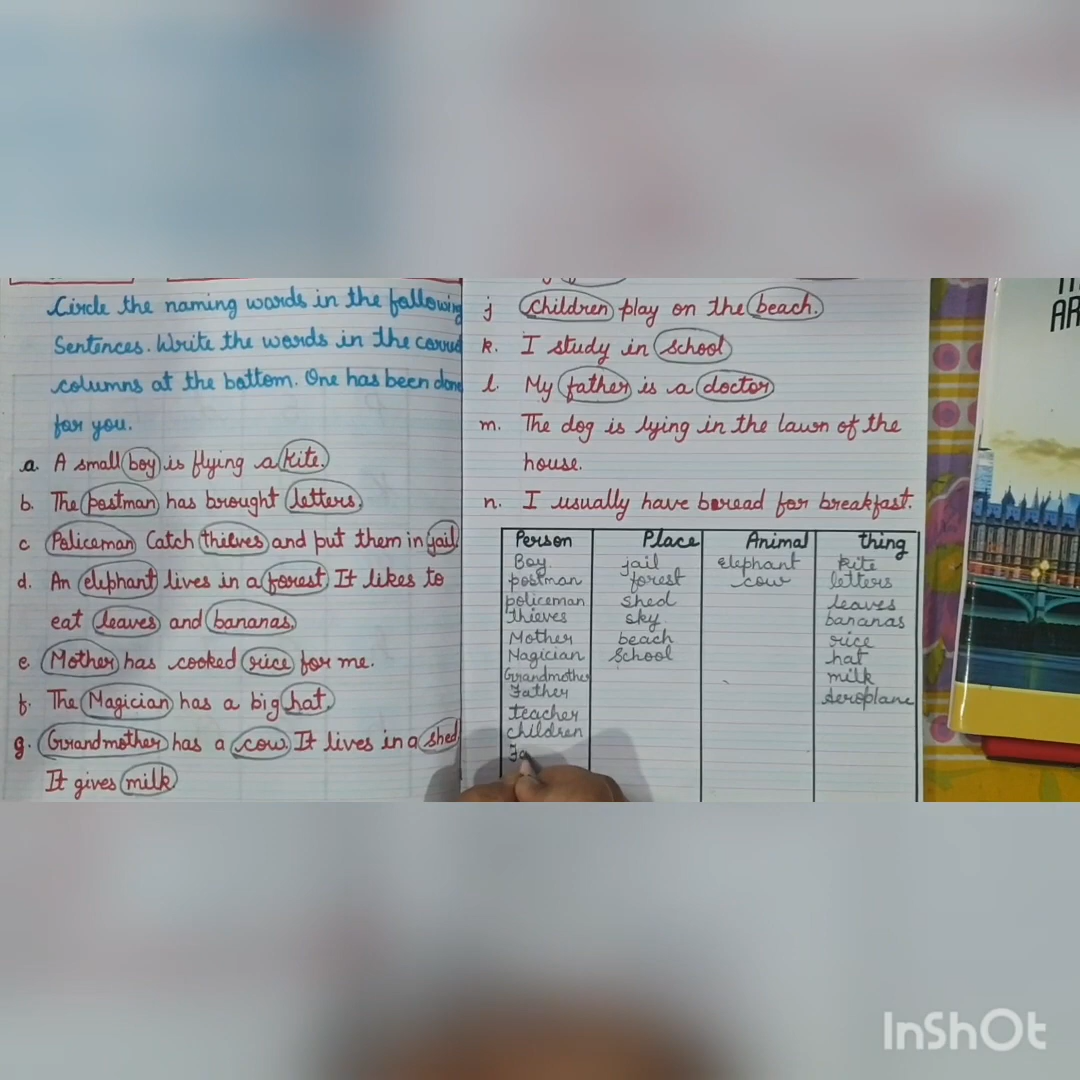 Circle the naming words in the following
Sentences. Write the words in the
columns at the bottom. One has been done
for you.
a. A small boy is flying a kite.
b. The postman has brought letters.
c Policeman Catch thieves and put them in jail
d. An elephant lives in a forest. It likes to
eat leaves and bananas
e. Mother has cooked rice for me.
f. The Magician has a big hat.
g. Grandmother has a cow. It lives in a shed
It gives milk
j children play on the beach.
k. I study in school
l. My father is a doctor
m. The dog is lying in the lawn of the
house.
n. I usually have bread for breakfast.
Person Place Animal thing
Boy jail elephant kite
postman forest cow letters
policeman shed leaves
thieves sky bananas
Mother beach rice
Magician School hat
Grandmother milk
Father Aeroplane
teacher
children
Fa
AR
InShOt